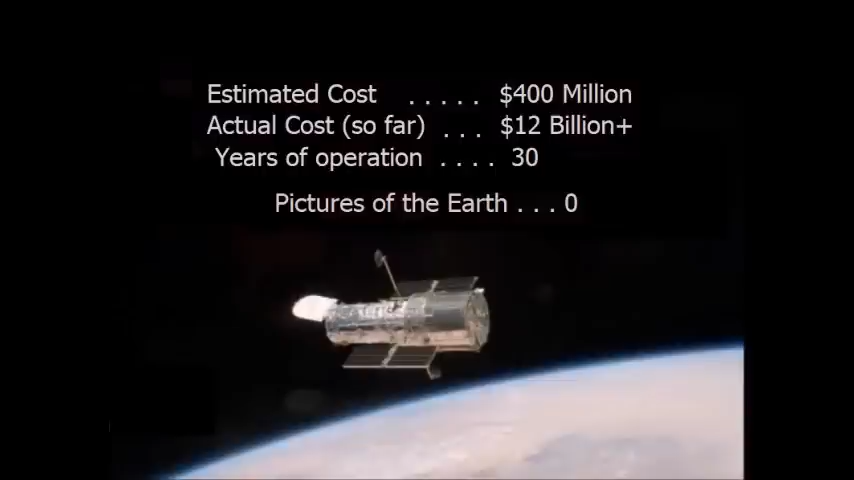 Estimated Cost ..... $400 Million
Actual Cost (so far) ... $12 Billion+
Years of operation .... 30
Pictures of the Earth ... 0